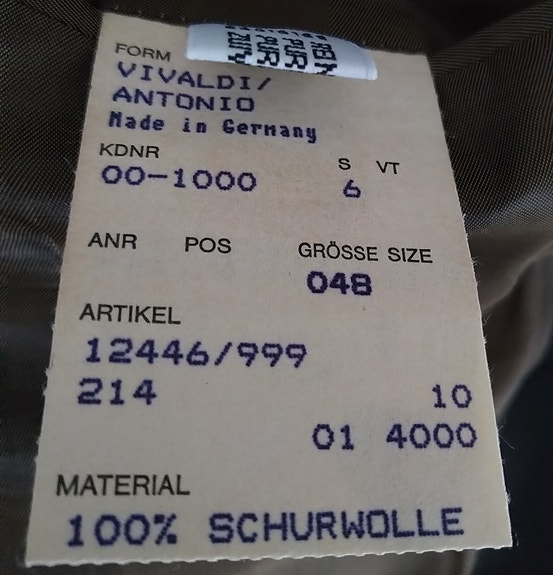 FORM
VIVALDI/
ANTONIO
Made in Germany
KDNR S VT
00-1000 6
ANR POS GRÖSSE SIZE
048
ARTIKEL
12446/999
214 10
01 4000
MATERIAL
100% SCHURWOLLE